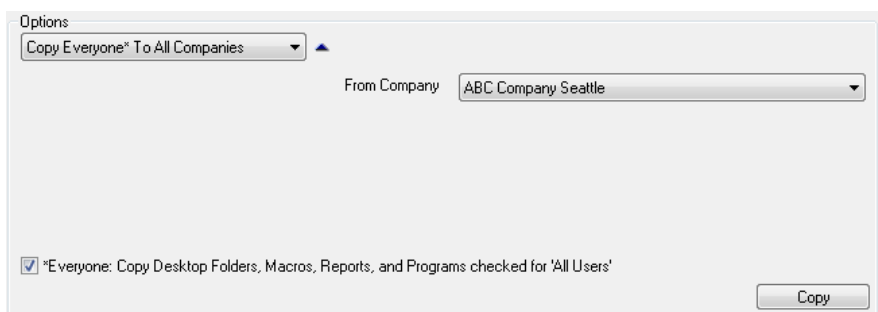 Options
Copy Everyone* To All Companies
From Company
ABC Company Seattle
*Everyone: Copy Desktop Folders, Macros, Reports, and Programs checked for 'All Users'
Copy